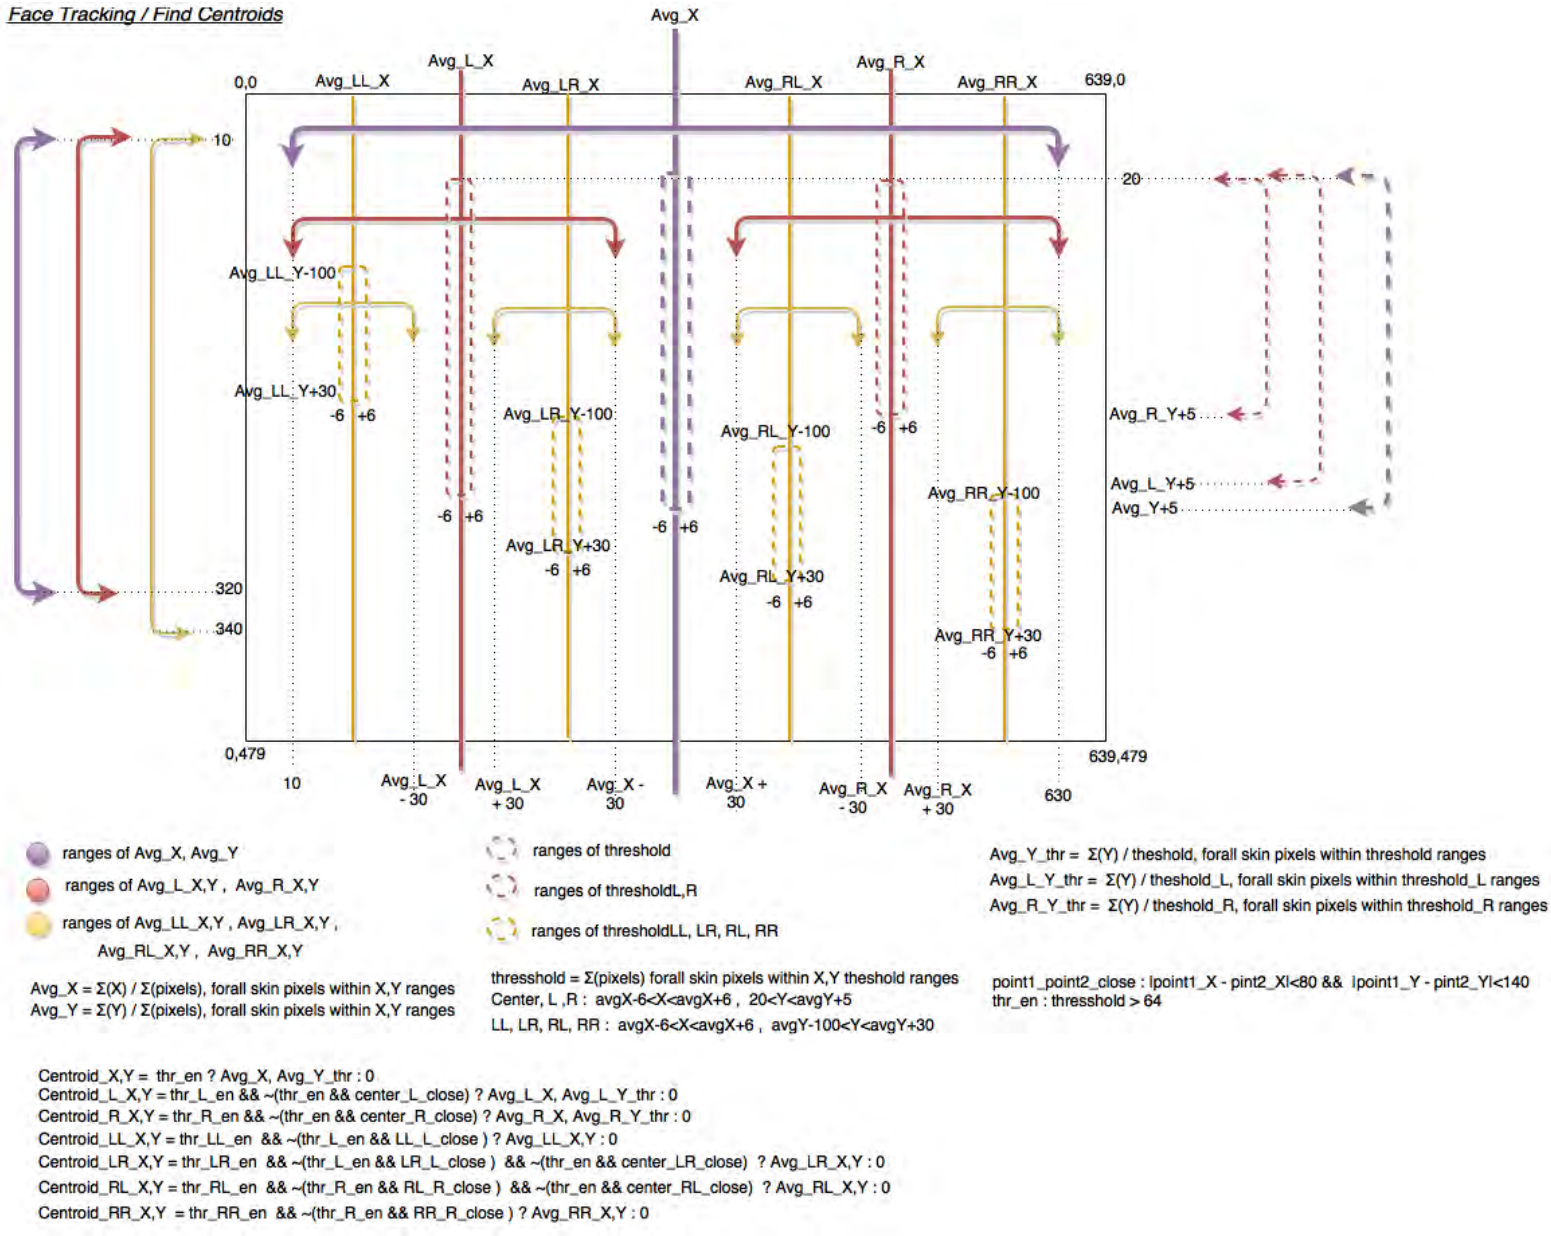 Face Tracking / Find Centroids
Avg_X
Avg_L_X
Avg_R_X
Avg_LL_X
Avg_LR_X
Avg_RL_X
Avg_RR_X
0,0
639,0
10
20
Avg_LL_Y-100
Avg_LL_Y+30
-6 +6
Avg_LR_Y-100
Avg_R_Y+5
-6 +6
Avg_RL_Y-100
Avg_L_Y+5
Avg_RR_Y-100
Avg_Y+5
-6 +6
-6 +6
Avg_LR_Y+30
-6 +6
Avg_RL_Y+30
320
-6 +6
340
Avg_RR_Y+30
-6 +6
0,479
639,479
10
Avg_L_X
- 30
Avg_L_X
+ 30
Avg_X -
30
Avg_X +
30
Avg_R_X
- 30
Avg_R_X
+ 30
630
ranges of Avg_X, Avg_Y
ranges of Avg_L_X,Y , Avg_R_X,Y
ranges of Avg_LL_X,Y , Avg_LR_X,Y ,
Avg_RL_X,Y , Avg_RR_X,Y
ranges of threshold
ranges of thresholdL,R
ranges of thresholdLL, LR, RL, RR
Avg_Y_thr = Σ(Y) / theshold, forall skin pixels within threshold ranges
Avg_L_Y_thr = Σ(Y) / theshold_L, forall skin pixels within threshold_L ranges
Avg_R_Y_thr = Σ(Y) / theshold_R, forall skin pixels within threshold_R ranges
Avg_X = Σ(X) / Σ(pixels), forall skin pixels within X,Y ranges
Avg_Y = Σ(Y) / Σ(pixels), forall skin pixels within X,Y ranges
thresshold = Σ(pixels) forall skin pixels within X,Y theshold ranges
Center, L ,R : avgX-6<X<avgX+6 , 20<Y<avgY+5
LL, LR, RL, RR : avgX-6<X<avgX+6 , avgY-100<Y<avgY+30
point1_point2_close : |point1_X - pint2_X|<80 && |point1_Y - pint2_Y|<140
thr_en : thresshold > 64
Centroid_X,Y = thr_en ? Avg_X, Avg_Y_thr : 0
Centroid_L_X,Y = thr_L_en && ~(thr_en && center_L_close) ? Avg_L_X, Avg_L_Y_thr : 0
Centroid_R_X,Y = thr_R_en && ~(thr_en && center_R_close) ? Avg_R_X, Avg_R_Y_thr : 0
Centroid_LL_X,Y = thr_LL_en && ~(thr_L_en && LL_L_close ) ? Avg_LL_X,Y : 0
Centroid_LR_X,Y = thr_LR_en && ~(thr_L_en && LR_L_close ) && ~(thr_en && center_LR_close) ? Avg_LR_X,Y : 0
Centroid_RL_X,Y = thr_RL_en && ~(thr_R_en && RL_R_close ) && ~(thr_en && center_RL_close) ? Avg_RL_X,Y : 0
Centroid_RR_X,Y = thr_RR_en && ~(thr_R_en && RR_R_close ) ? Avg_RR_X,Y : 0